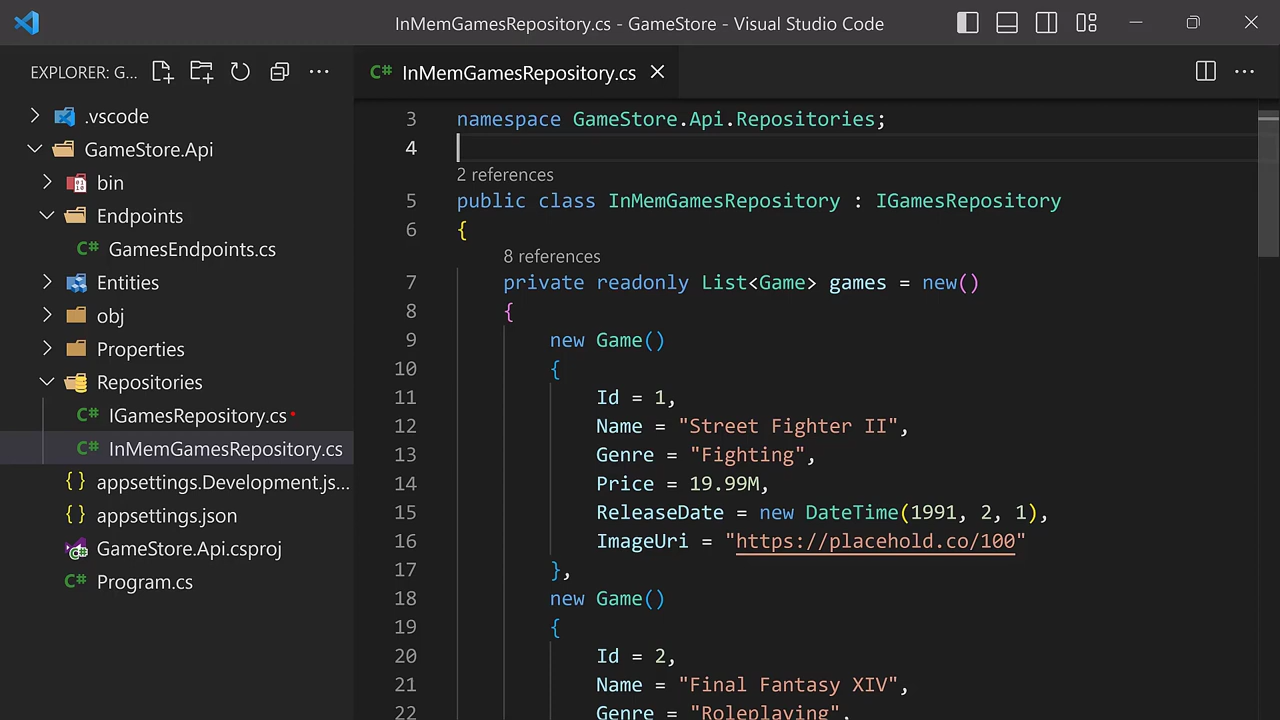 InMemGamesRepository.cs - GameStore - Visual Studio Code
EXPLORER: G...
.vscode
GameStore.Api
bin
Endpoints
GamesEndpoints.cs
Entities
obj
Properties
Repositories
IGamesRepository.cs
InMemGamesRepository.cs
appsettings.Development.js...
appsettings.json
GameStore.Api.csproj
Program.cs
InMemGamesRepository.cs
3 namespace GameStore.Api.Repositories;
4
2 references
5 public class InMemGamesRepository : IGamesRepository
6 {
8 references
7 private readonly List<Game> games = new()
8 {
9 new Game()
10 {
11 Id = 1,
12 Name = "Street Fighter II",
13 Genre = "Fighting",
14 Price = 19.99M,
15 ReleaseDate = new DateTime(1991, 2, 1),
16 ImageUri = "https://placehold.co/100"
17 },
18 new Game()
19 {
20 Id = 2,
21 Name = "Final Fantasy XIV",
22 Genre = "Roleplaying",